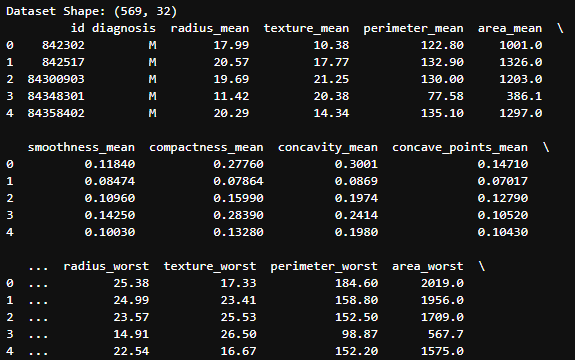 Dataset Shape: (569, 32)
id diagnosis radius_mean texture_mean perimeter_mean area_mean \
0 842302 M 17.99 10.38 122.80 1001.0
1 842517 M 20.57 17.77 132.90 1326.0
2 84300903 M 19.69 21.25 130.00 1203.0
3 84348301 M 11.42 20.38 77.58 386.1
4 84358402 M 20.29 14.34 135.10 1297.0
smoothness_mean compactness_mean concavity_mean concave_points_mean \
0 0.11840 0.27760 0.3001 0.14710
1 0.08474 0.07864 0.0869 0.07017
2 0.10960 0.15990 0.1974 0.12790
3 0.14250 0.28390 0.2414 0.10520
4 0.10030 0.13280 0.1980 0.10430
... radius_worst texture_worst perimeter_worst area_worst \
0 ... 25.38 17.33 184.60 2019.0
1 ... 24.99 23.41 158.80 1956.0
2 ... 23.57 25.53 152.50 1709.0
3 ... 14.91 26.50 98.87 567.7
4 ... 22.54 16.67 152.20 1575.0